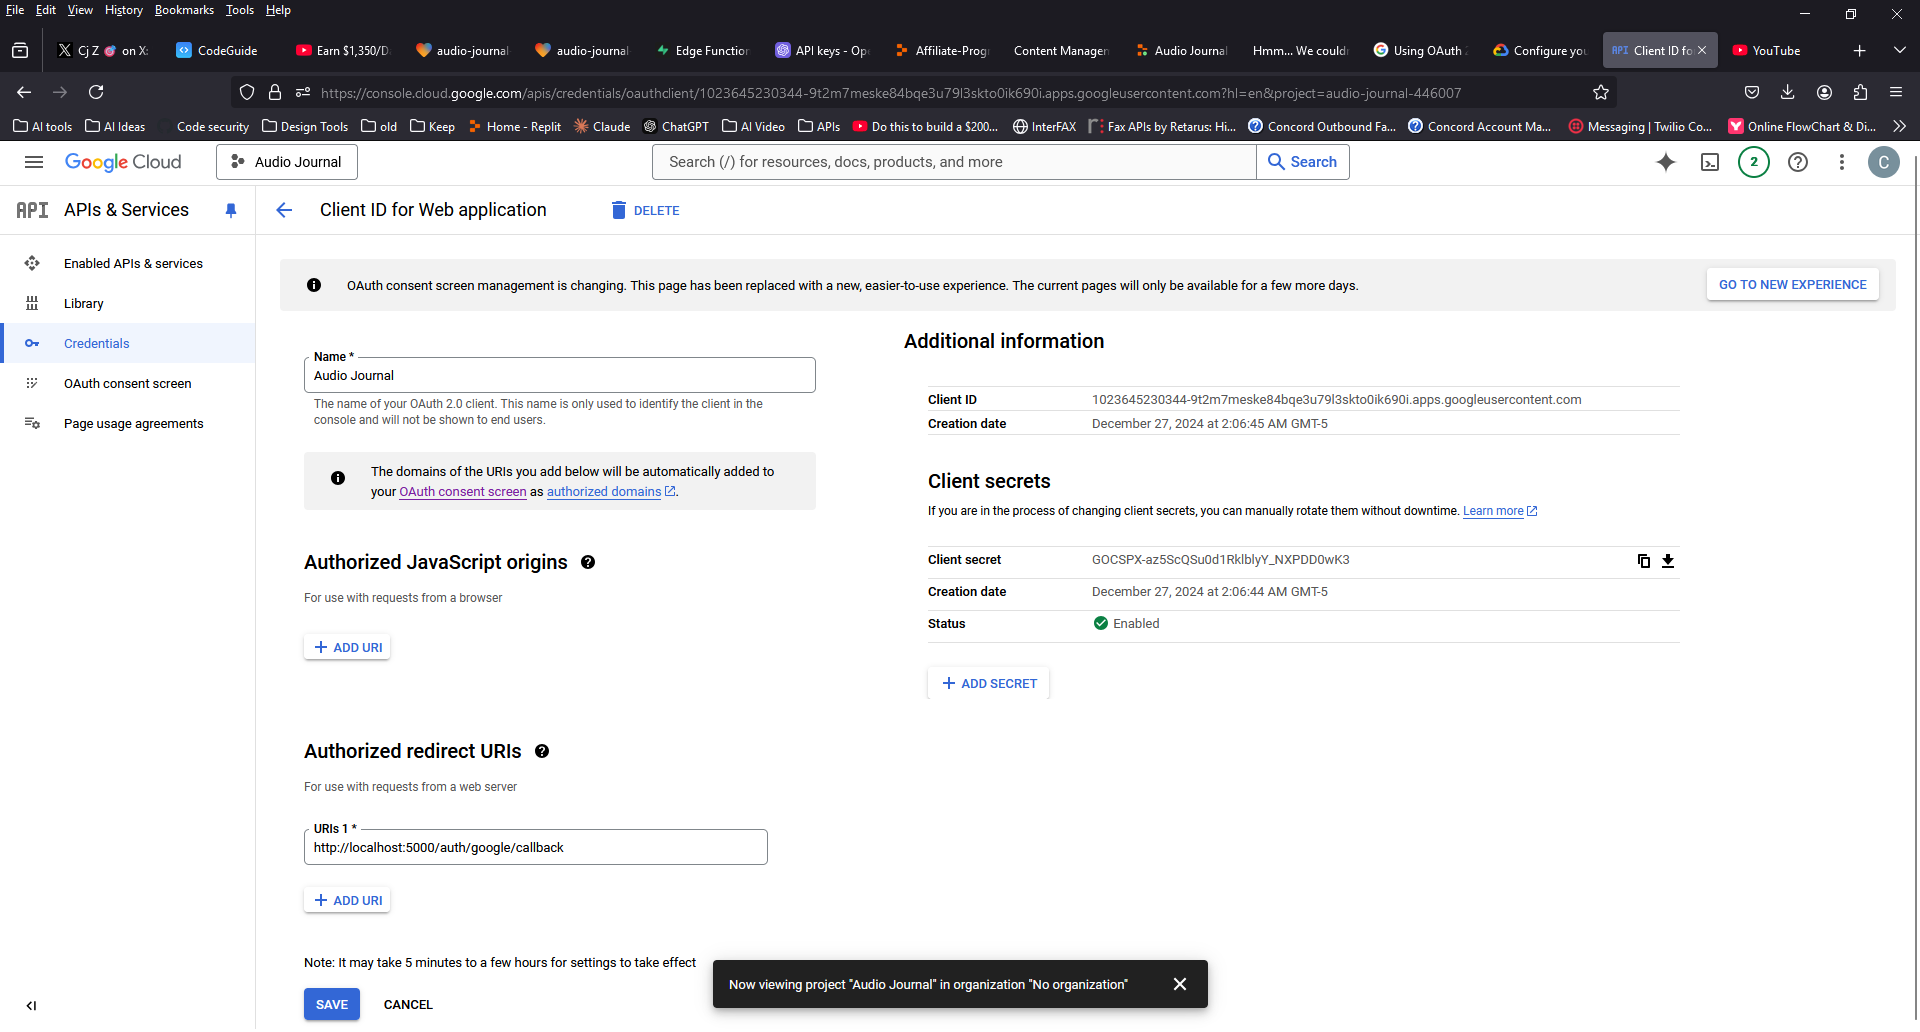 File Edit View History Bookmarks Tools Help
Cj Z on X: CodeGuide Earn $1,350/D audio-journal audio-journal Edge Function API keys - Ope Affiliate-Prog Content Managem Audio Journal Hmm... We couldn Using OAuth Configure you API Client ID fo YouTube
https://console.cloud.google.com/apis/credentials/oauthclient/1023645230344-9t2m7meske84bqe3u79l3skto0ik690i.apps.googleusercontent.com?hl=en&project=audio-journal-446007
AI tools AI Ideas Code security Design Tools old Keep Home - Replit Claude ChatGPT AI Video APIs Do this to build a $200... InterFAX Fax APIs by Retarus: Hi... Concord Outbound Fa... Concord Account Ma... Messaging | Twilio Co... Online FlowChart & Di...
Google Cloud Audio Journal Search (/) for resources, docs, products, and more Search 2 C
API APIs & Services Client ID for Web application DELETE
Enabled APIs & services
Library
Credentials
OAuth consent screen
Page usage agreements
OAuth consent screen management is changing. This page has been replaced with a new, easier-to-use experience. The current pages will only be available for a few more days. GO TO NEW EXPERIENCE
Name *
Audio Journal
The name of your OAuth 2.0 client. This name is only used to identify the client in the
console and will not be shown to end users.
The domains of the URIs you add below will be automatically added to
your OAuth consent screen as authorized domains.
Authorized JavaScript origins
For use with requests from a browser
+ ADD URI
Authorized redirect URIs
For use with requests from a web server
URIs 1 *
http://localhost:5000/auth/google/callback
+ ADD URI
Note: It may take 5 minutes to a few hours for settings to take effect
SAVE CANCEL
Additional information
Client ID 1023645230344-9t2m7meske84bqe3u79l3skto0ik690i.apps.googleusercontent.com
Creation date December 27, 2024 at 2:06:45 AM GMT-5
Client secrets
If you are in the process of changing client secrets, you can manually rotate them without downtime. Learn more
Client secret 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
Creation date December 27, 2024 at 2:06:44 AM GMT-5
Status Enabled
+ ADD SECRET
Now viewing project "Audio Journal" in organization "No organization"